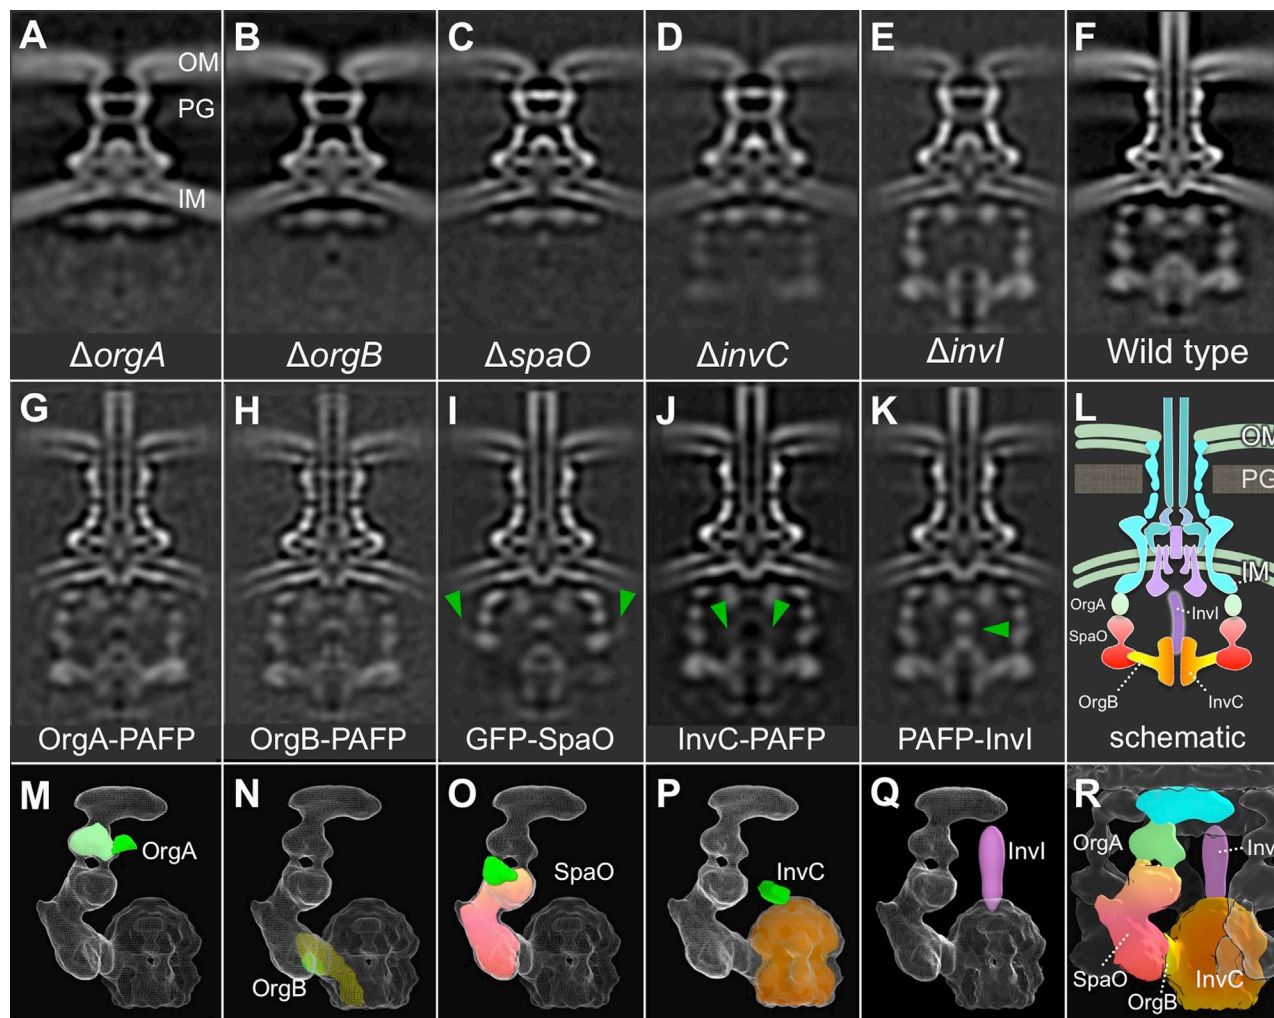 A B C D E F
OM
PG
IM
ΔorgA ΔorgB ΔspaO ΔinvC ΔinvI Wild type
G H I J K L
OM
PG
IM
OrgA
InvI
SpaO
OrgB InvC
OrgA-PAFP OrgB-PAFP GFP-SpaO InvC-PAFP PAFP-InvI schematic
M N O P Q R
OrgA
OrgB
SpaO
InvC
InvI
OrgA
Inv
SpaO
OrgB
InvC